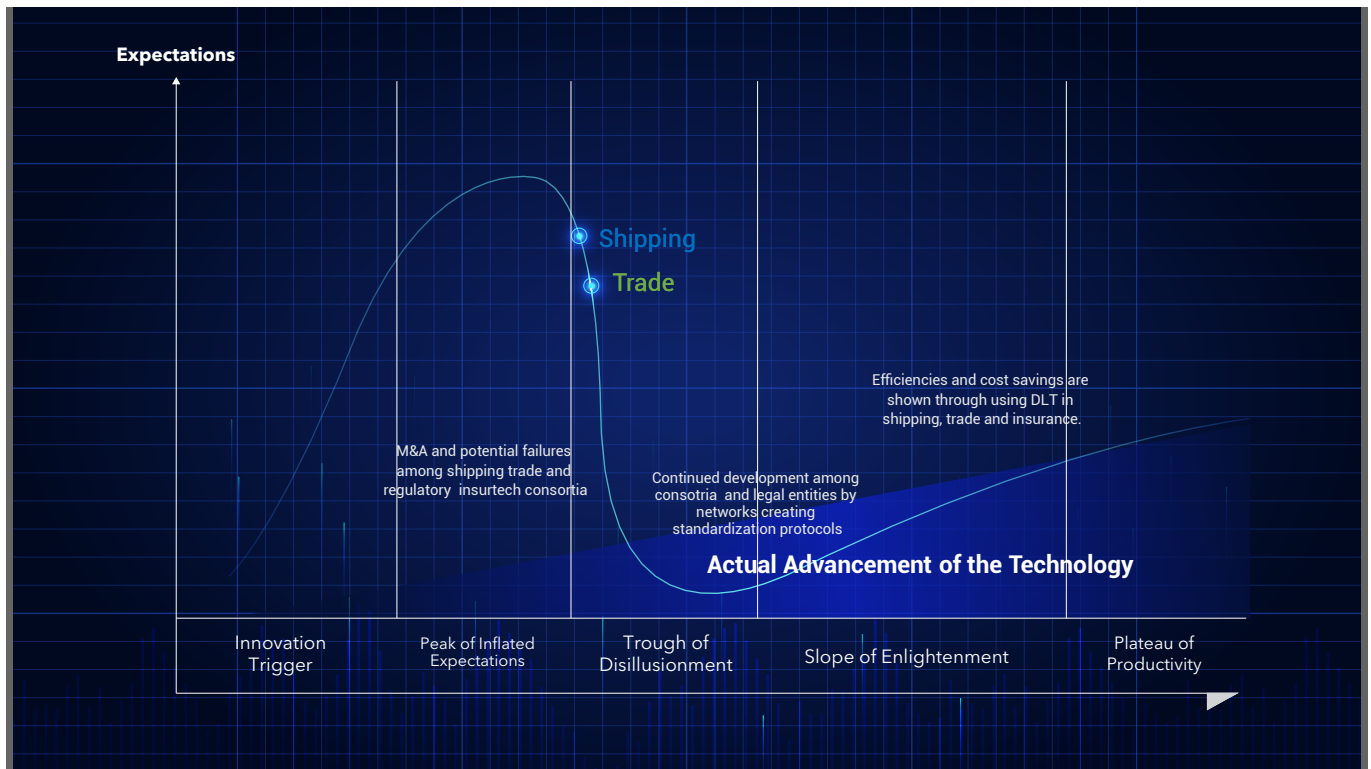 Expectations
Shipping
Trade
Efficiencies and cost savings are
shown through using DLT in
shipping, trade and insurance.
M&A and potential failures
among shipping trade and
regulatory insurtech consortia
Continued development among
consotria and legal entities by
networks creating
standardization protocols
Actual Advancement of the Technology
Innovation
Trigger
Peak of Inflated
Expectations
Trough of
Disillusionment
Slope of Enlightenment
Plateau of
Productivity